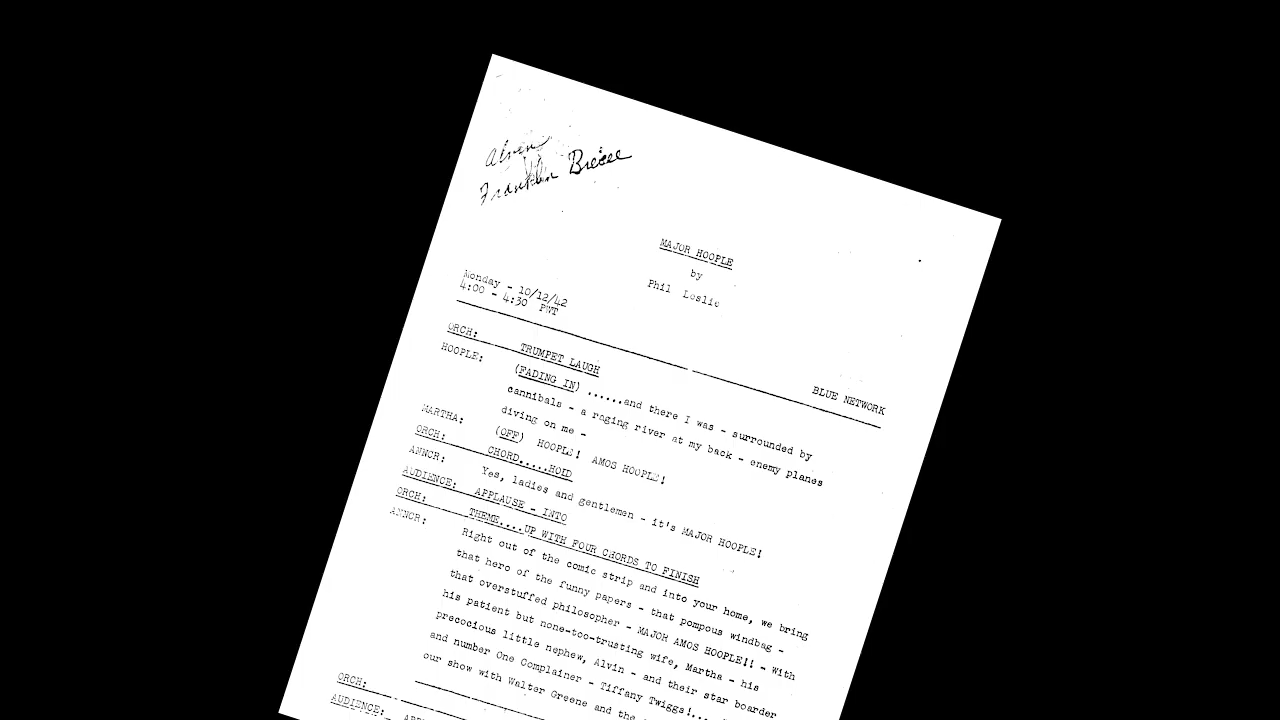 Alvin
Franklin Bresee
MAJOR HOOPLE
by
Phil Leslie
Monday - 10/12/42
4:00 - 4:30 PWT
BLUE NETWORK
ORCH: TRUMPET LAUGH
HOOPLE: (FADING IN) ......and there I was - surrounded by
cannibals - a raging river at my back - enemy planes
diving on me -
MARTHA: (OFF) HOOPLE! AMOS HOOPLE!
ORCH: CHORD.....HOLD
ANNCR: Yes, ladies and gentlemen - it's MAJOR HOOPLE!
AUDIENCE: APPLAUSE - INTO
ORCH: THEME....UP WITH FOUR CHORDS TO FINISH
ANNCR: Right out of the comic strip and into your home, we bring
that hero of the funny papers - that pompous windbag -
that overstuffed philosopher - MAJOR AMOS HOOPLE!! - With
his patient but none-too-trusting wife, Martha - his
precocious little nephew, Alvin - and their star boarder
and number One Complainer - Tiffany Twiggs!...
our show with Walter Greene and the
ORCH:
AUDIENCE: